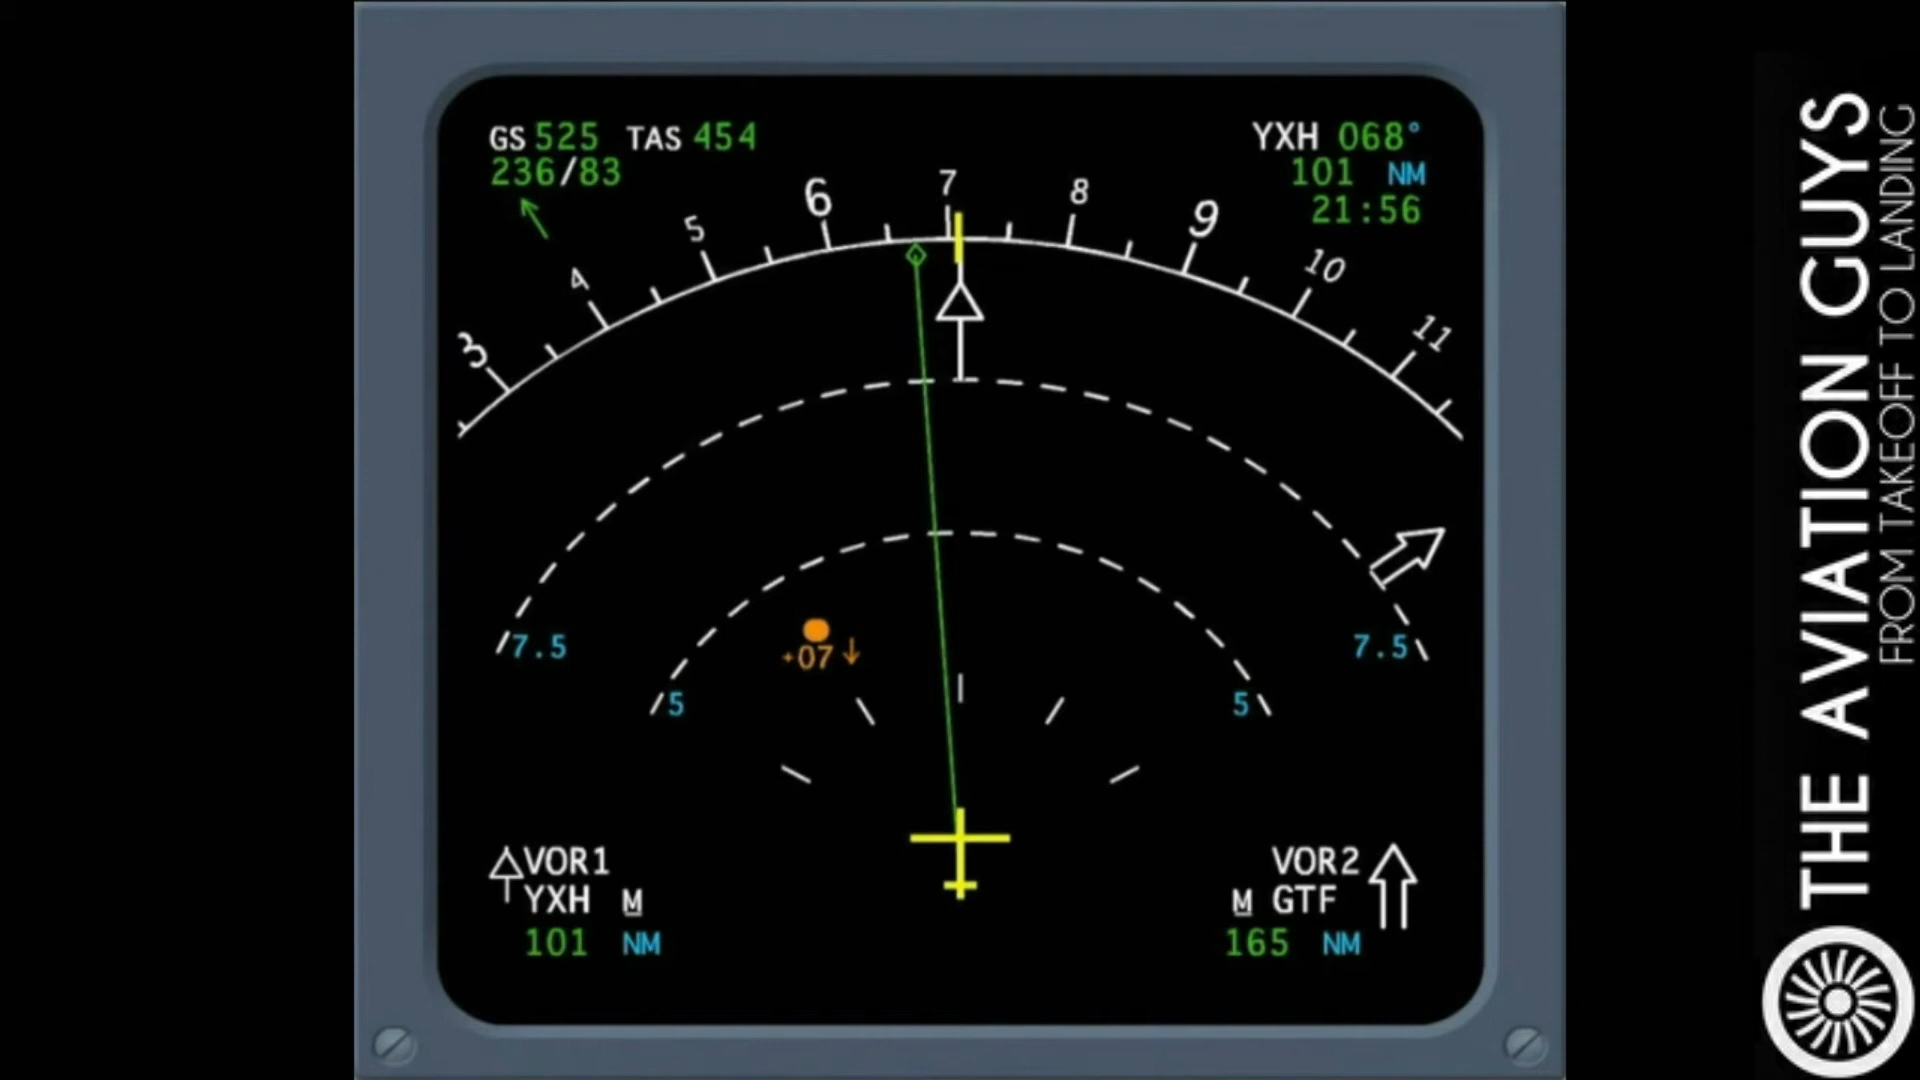 GS 525 TAS 454
236/83
YXH 068°
101 NM
21:56
3 4 5 6 7 8 9 10 11
7.5 7.5
+07↓
5 5
VOR1
YXH M
101 NM
VOR2
M GTF
165 NM
THE AVIATION GUYS
FROM TAKEOFF TO LANDING